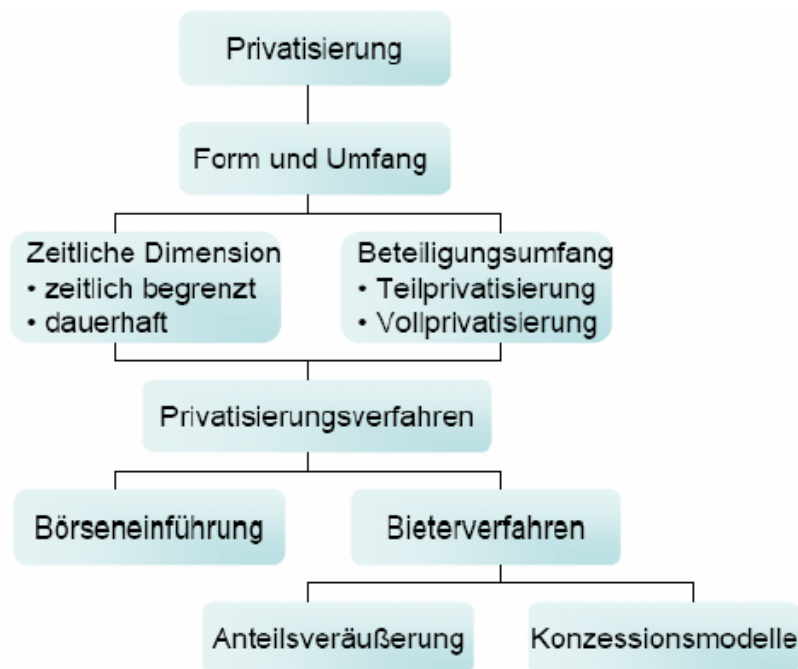 Privatisierung
Form und Umfang
Zeitliche Dimension
• zeitlich begrenzt
• dauerhaft
Beteiligungsumfang
• Teilprivatisierung
• Vollprivatisierung
Privatisierungsverfahren
Börseneinführung
Bieterverfahren
Anteilsveräußerung
Konzessionsmodelle